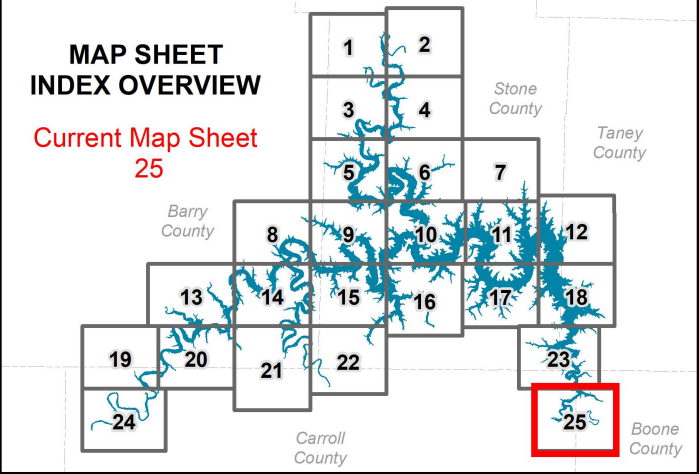 MAP SHEET
INDEX OVERVIEW
Current Map Sheet
25
1
2
3
4
Stone
County
Taney
County
5
6
7
Barry
County
8
9
10
11
12
13
14
15
16
17
18
19
20
21
22
23
24
25
Carroll
County
Boone
County